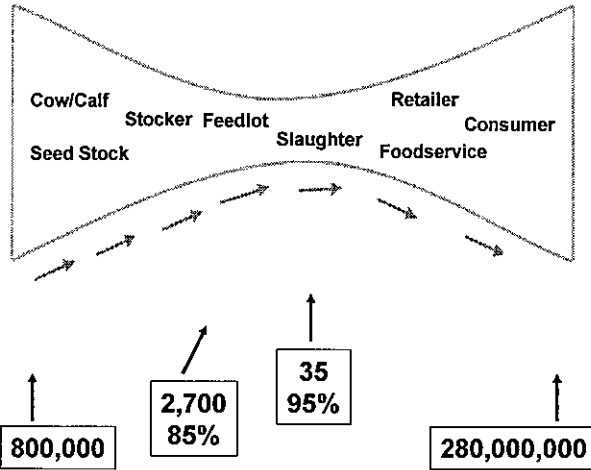 Cow/Calf
Seed Stock
Stocker
Feedlot
Slaughter
Retailer
Foodservice
Consumer
800,000
2,700
85%
35
95%
280,000,000